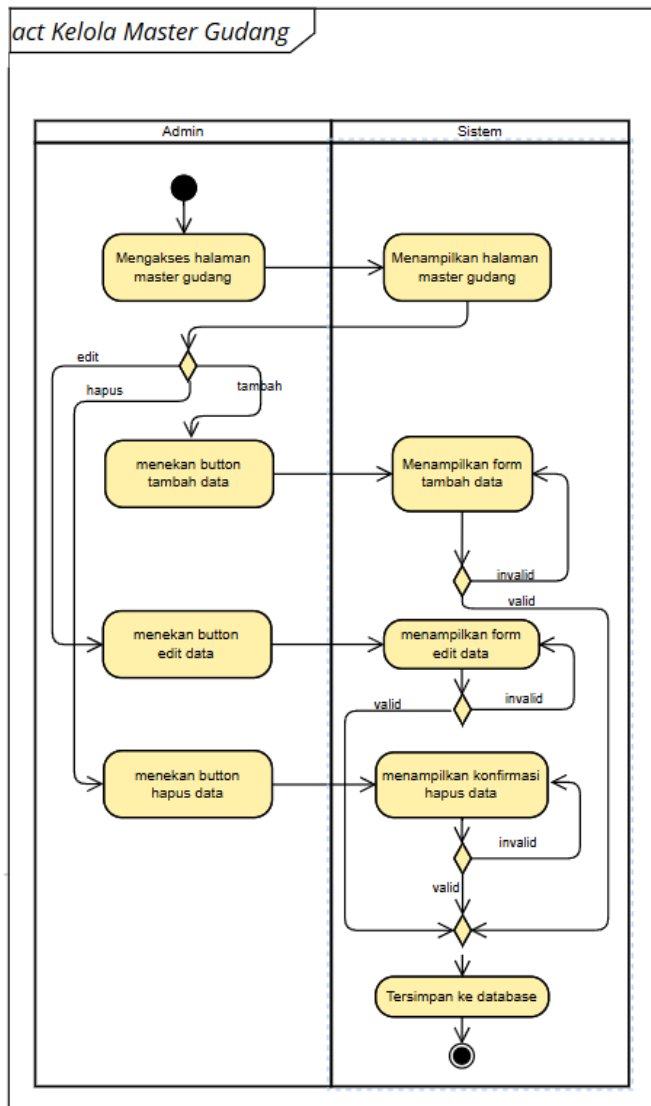 act Kelola Master Gudang
Admin
Sistem
Mengakses halaman
master gudang
Menampilkan halaman
master gudang
edit
hapus
tambah
menekan button
tambah data
Menampilkan form
tambah data
invalid
valid
menekan button
edit data
menampilkan form
edit data
valid
invalid
menekan button
hapus data
menampilkan konfirmasi
hapus data
invalid
valid
Tersimpan ke database